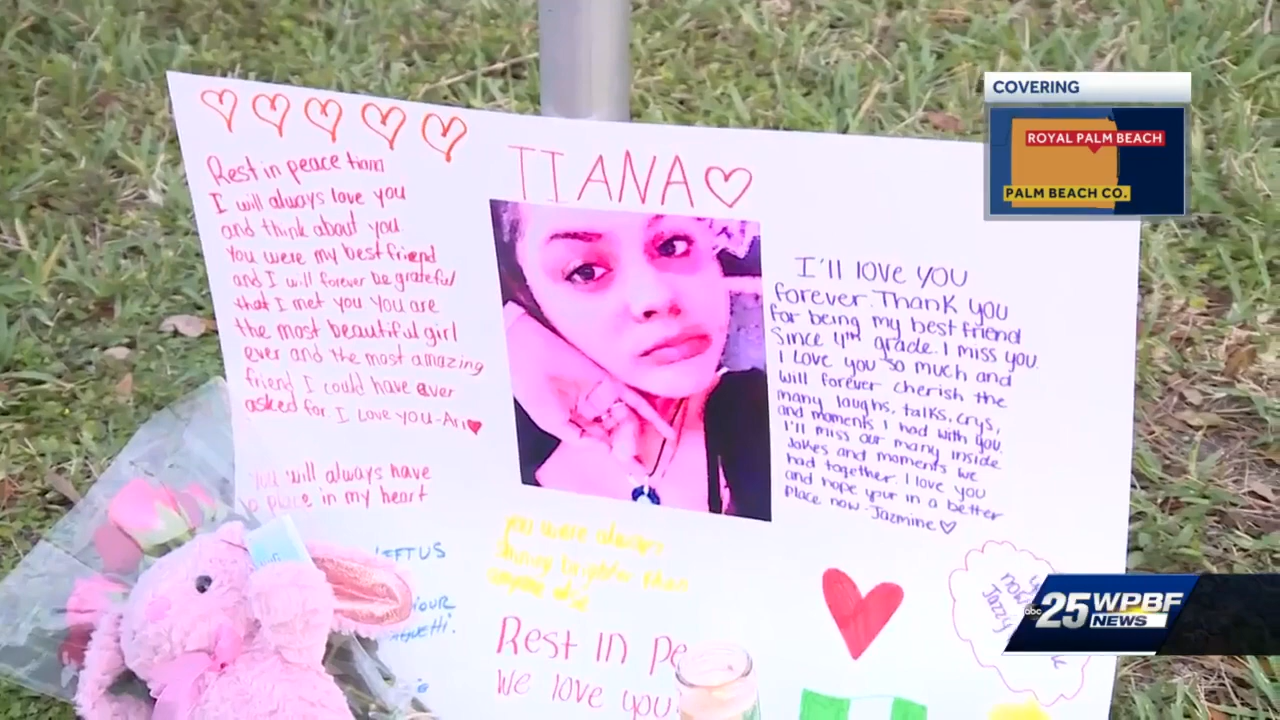 COVERING
ROYAL PALM BEACH
PALM BEACH CO.
TIANA
Rest in peace tiana
I will always love you
and think about you.
You were my best friend
and I will forever be grateful
that I met you You are
the most beautiful girl
ever and the most amazing
friend I could have ever
asked for. I Love you-Ari
You will always have
a place in my heart
I'll love you
forever. Thank you
for being my best friend
Since 4TH grade. I miss you.
I Love you so much and
will forever cherish the
many laughs, talks, crys,
and moments I had with you.
I'll miss our many inside
Jokes and moments we
had together. I love you
and hope your in a better
place now - Jazmine
LEFT US
you were always
Rest in pe
we love you
abc 25 WPBF
NEWS